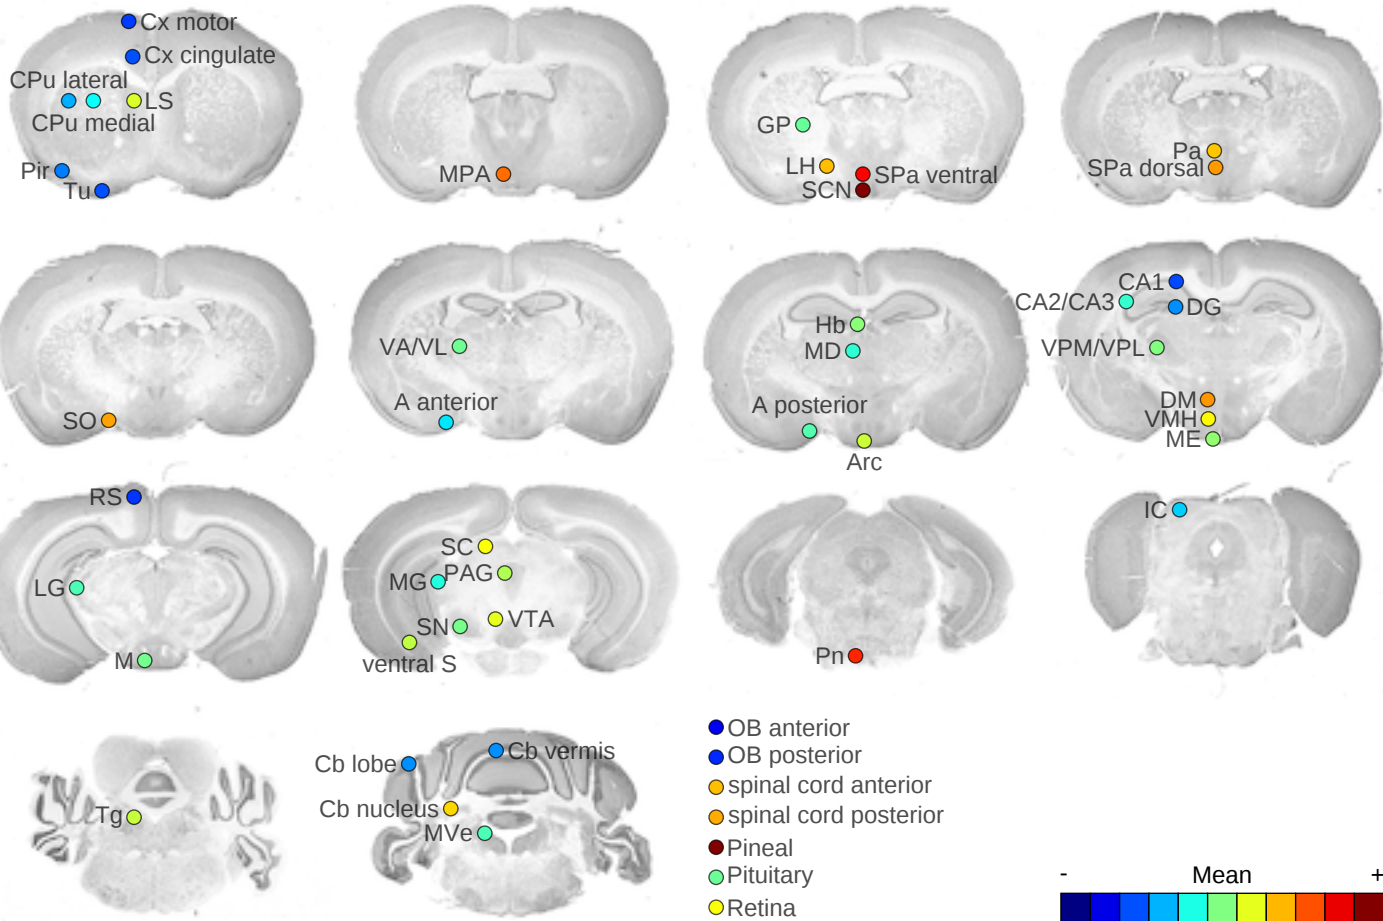 Cx motor
Cx cingulate
CPu lateral
LS
CPu medial
Pir
Tu
MPA
GP
LH
SPa ventral
SCN
Pa
SPa dorsal
SO
VA/VL
A anterior
Hb
MD
A posterior
Arc
CA1
CA2/CA3
DG
VPM/VPL
DM
VMH
ME
RS
LG
M
SC
MG
PAG
SN
VTA
ventral S
Pn
IC
Tg
Cb lobe
Cb vermis
Cb nucleus
MVe
OB anterior
OB posterior
spinal cord anterior
spinal cord posterior
Pineal
Pituitary
Retina
- Mean +